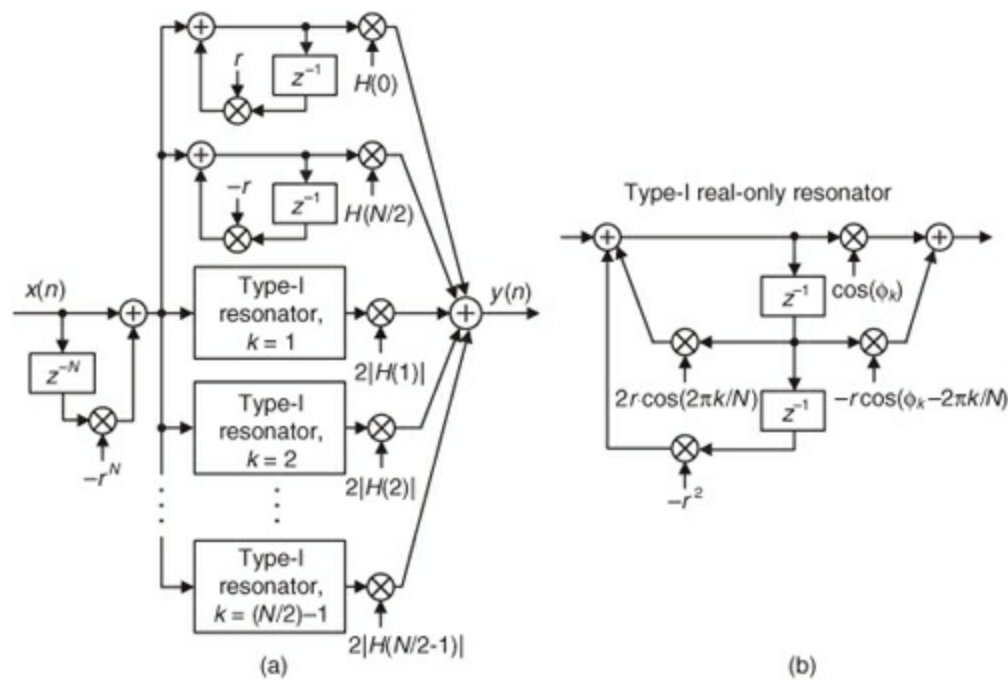 r
z⁻¹
H(0)
−r
z⁻¹
H(N/2)
x(n)
z⁻ᴺ
−rᴺ
Type-I
resonator,
k = 1
2|H(1)|
y(n)
Type-I
resonator,
k = 2
2|H(2)|
Type-I
resonator,
k = (N/2)−1
2|H(N/2-1)|
(a)
Type-I real-only resonator
z⁻¹
cos(ϕₖ)
2r·cos(2πk/N)
z⁻¹
−rcos(ϕₖ−2πk/N)
−r²
(b)